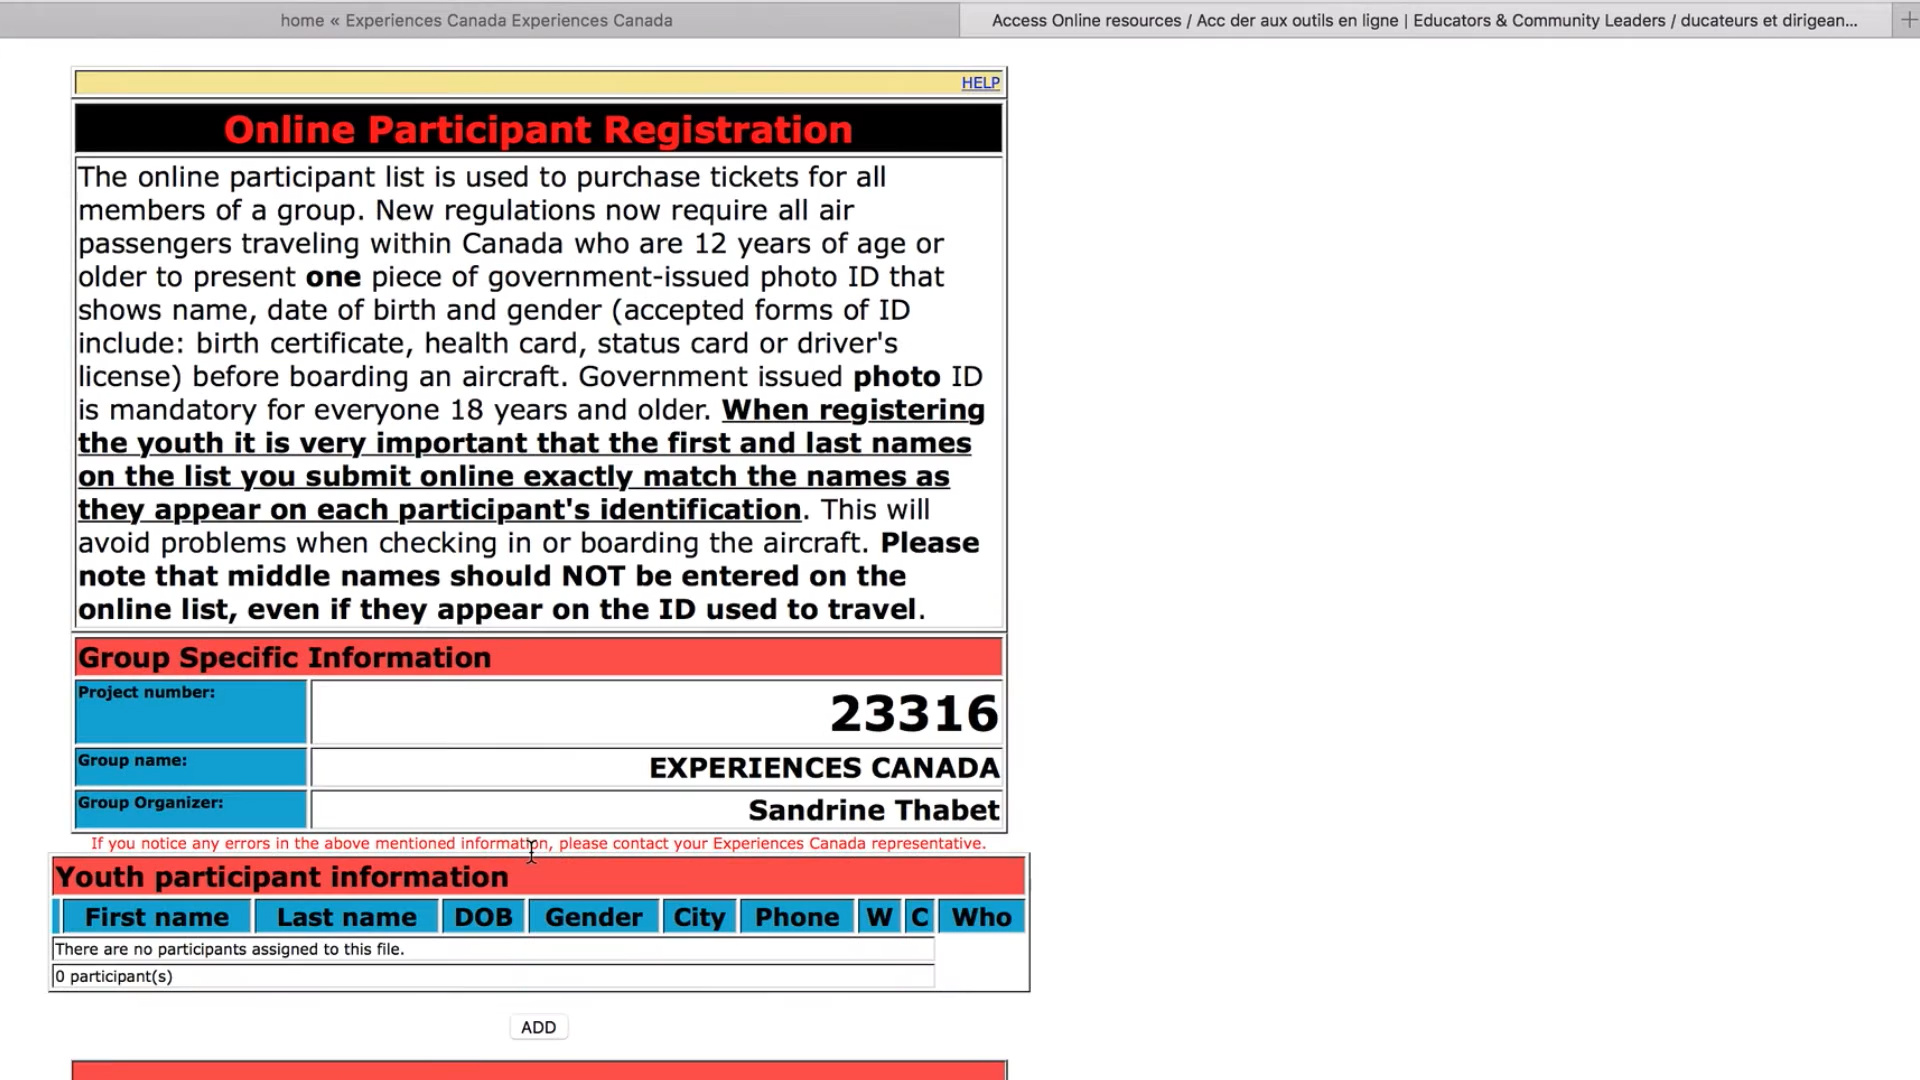 home « Experiences Canada Experiences Canada
Access Online resources / Acc der aux outils en ligne | Educators & Community Leaders / ducateurs et dirigean...
HELP
Online Participant Registration
The online participant list is used to purchase tickets for all
members of a group. New regulations now require all air
passengers traveling within Canada who are 12 years of age or
older to present one piece of government-issued photo ID that
shows name, date of birth and gender (accepted forms of ID
include: birth certificate, health card, status card or driver's
license) before boarding an aircraft. Government issued photo ID
is mandatory for everyone 18 years and older. When registering
the youth it is very important that the first and last names
on the list you submit online exactly match the names as
they appear on each participant's identification. This will
avoid problems when checking in or boarding the aircraft. Please
note that middle names should NOT be entered on the
online list, even if they appear on the ID used to travel.
Group Specific Information
Project number: 23316
Group name: EXPERIENCES CANADA
Group Organizer: Sandrine Thabet
If you notice any errors in the above mentioned information, please contact your Experiences Canada representative.
Youth participant information
First name Last name DOB Gender City Phone W C Who
There are no participants assigned to this file.
0 participant(s)
ADD